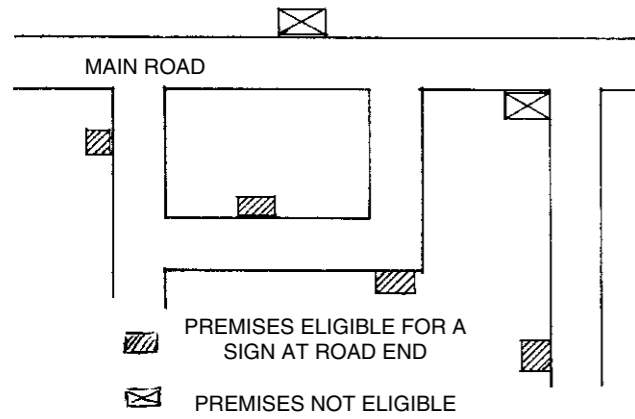 MAIN ROAD
PREMISES ELIGIBLE FOR A
SIGN AT ROAD END
PREMISES NOT ELIGIBLE